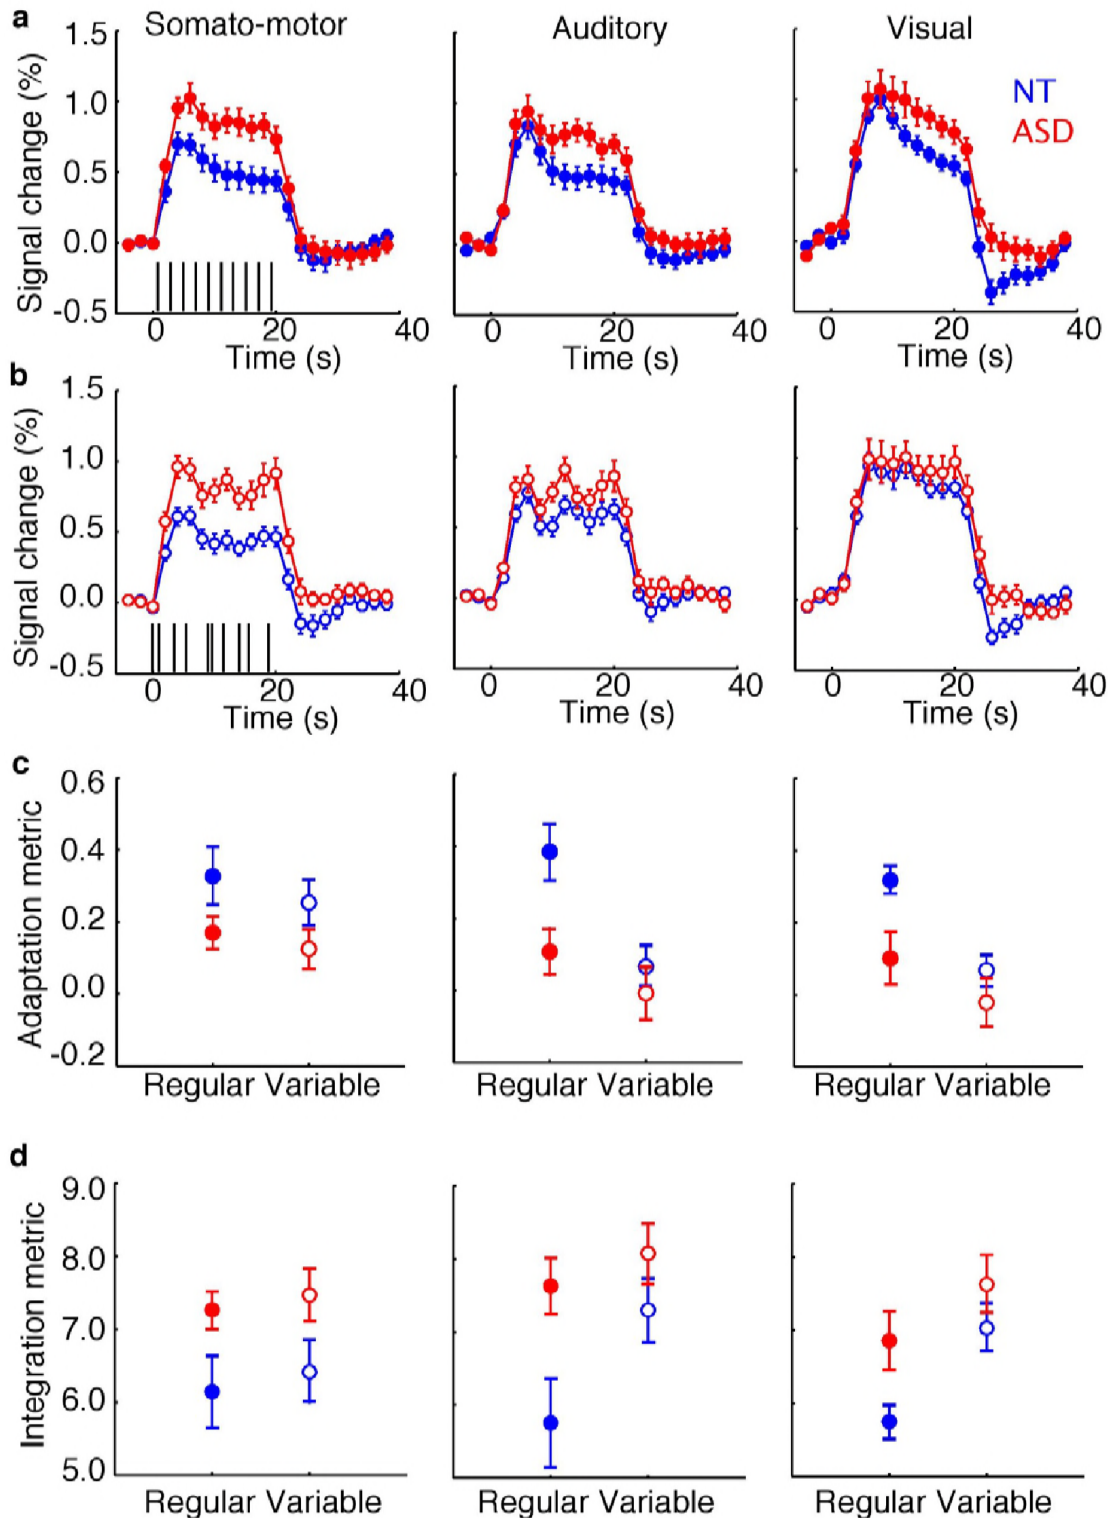 a
Somato-motor
Auditory
Visual
Signal change (%)
1.5
1.0
0.5
0.0
-0.5
NT
ASD
0 20 40
Time (s)
0 20 40
Time (s)
0 20 40
Time (s)
b
Signal change (%)
1.5
1.0
0.5
0.0
-0.5
0 20 40
Time (s)
0 20 40
Time (s)
0 20 40
Time (s)
c
Adaptation metric
0.6
0.4
0.2
0.0
-0.2
Regular Variable
Regular Variable
Regular Variable
d
Integration metric
9.0
8.0
7.0
6.0
5.0
Regular Variable
Regular Variable
Regular Variable